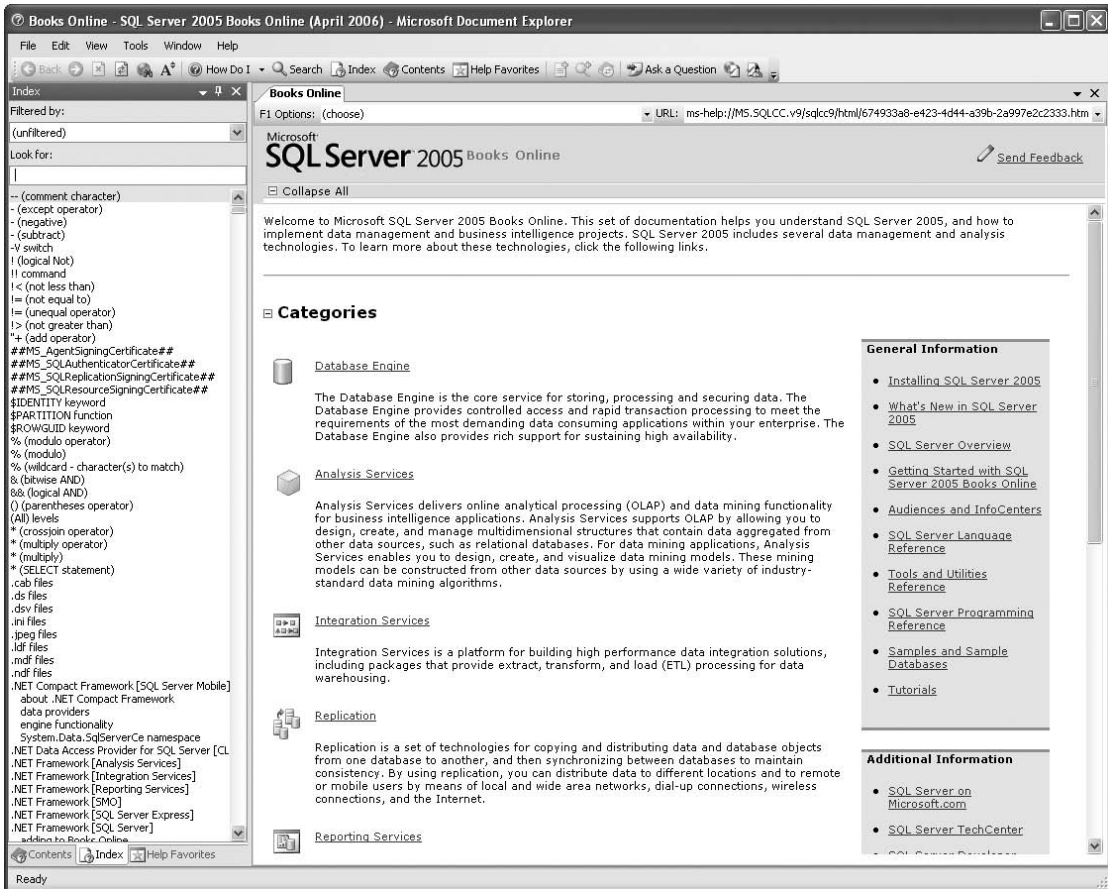 Books Online - SQL Server 2005 Books Online (April 2006) - Microsoft Document Explorer
File Edit View Tools Window Help
Back How Do I Search Index Contents Help Favorites Ask a Question
Index
Filtered by:
(unfiltered)
Look for:
-- (comment character)
- (except operator)
- (negative)
- (subtract)
-V switch
! (logical Not)
!! command
!< (not less than)
!= (not equal to)
!= (unequal operator)
!> (not greater than)
"+ (add operator)
##MS_AgentSigningCertificate##
##MS_SQLAuthenticatorCertificate##
##MS_SQLReplicationSigningCertificate##
##MS_SQLResourceSigningCertificate##
$IDENTITY keyword
$PARTITION function
$ROWGUID keyword
% (modulo operator)
% (modulo)
% (wildcard - character(s) to match)
& (bitwise AND)
&& (logical AND)
() (parentheses operator)
(All) levels
* (crossjoin operator)
* (multiply operator)
* (multiply)
* (SELECT statement)
.cab files
.ds files
.dsv files
.ini files
.jpeg files
.ldf files
.mdf files
.ndf files
.NET Compact Framework [SQL Server Mobile]
about .NET Compact Framework
data providers
engine functionality
System.Data.SqlServerCe namespace
.NET Data Access Provider for SQL Server [CL
.NET Framework [Analysis Services]
.NET Framework [Integration Services]
.NET Framework [Reporting Services]
.NET Framework [SMO]
.NET Framework [SQL Server Express]
.NET Framework [SQL Server]
adding to Books Online
Contents Index Help Favorites
Ready
Books Online
F1 Options: (choose) URL: ms-help://MS.SQLCC.v9/sqlcc9/html/674933a8-e423-4d44-a39b-2a997e2c2333.htm
Microsoft
SQL Server 2005 Books Online
Send Feedback
Collapse All
Welcome to Microsoft SQL Server 2005 Books Online. This set of documentation helps you understand SQL Server 2005, and how to
implement data management and business intelligence projects. SQL Server 2005 includes several data management and analysis
technologies. To learn more about these technologies, click the following links.
Categories
Database Engine
The Database Engine is the core service for storing, processing and securing data. The
Database Engine provides controlled access and rapid transaction processing to meet the
requirements of the most demanding data consuming applications within your enterprise. The
Database Engine also provides rich support for sustaining high availability.
Analysis Services
Analysis Services delivers online analytical processing (OLAP) and data mining functionality
for business intelligence applications. Analysis Services supports OLAP by allowing you to
design, create, and manage multidimensional structures that contain data aggregated from
other data sources, such as relational databases. For data mining applications, Analysis
Services enables you to design, create, and visualize data mining models. These mining
models can be constructed from other data sources by using a wide variety of industry-
standard data mining algorithms.
Integration Services
Integration Services is a platform for building high performance data integration solutions,
including packages that provide extract, transform, and load (ETL) processing for data
warehousing.
Replication
Replication is a set of technologies for copying and distributing data and database objects
from one database to another, and then synchronizing between databases to maintain
consistency. By using replication, you can distribute data to different locations and to remote
or mobile users by means of local and wide area networks, dial-up connections, wireless
connections, and the Internet.
Reporting Services
General Information
Installing SQL Server 2005
What's New in SQL Server
2005
SQL Server Overview
Getting Started with SQL
Server 2005 Books Online
Audiences and InfoCenters
SQL Server Language
Reference
Tools and Utilities
Reference
SQL Server Programming
Reference
Samples and Sample
Databases
Tutorials
Additional Information
SQL Server on
Microsoft.com
SQL Server TechCenter
SQL Server Developer